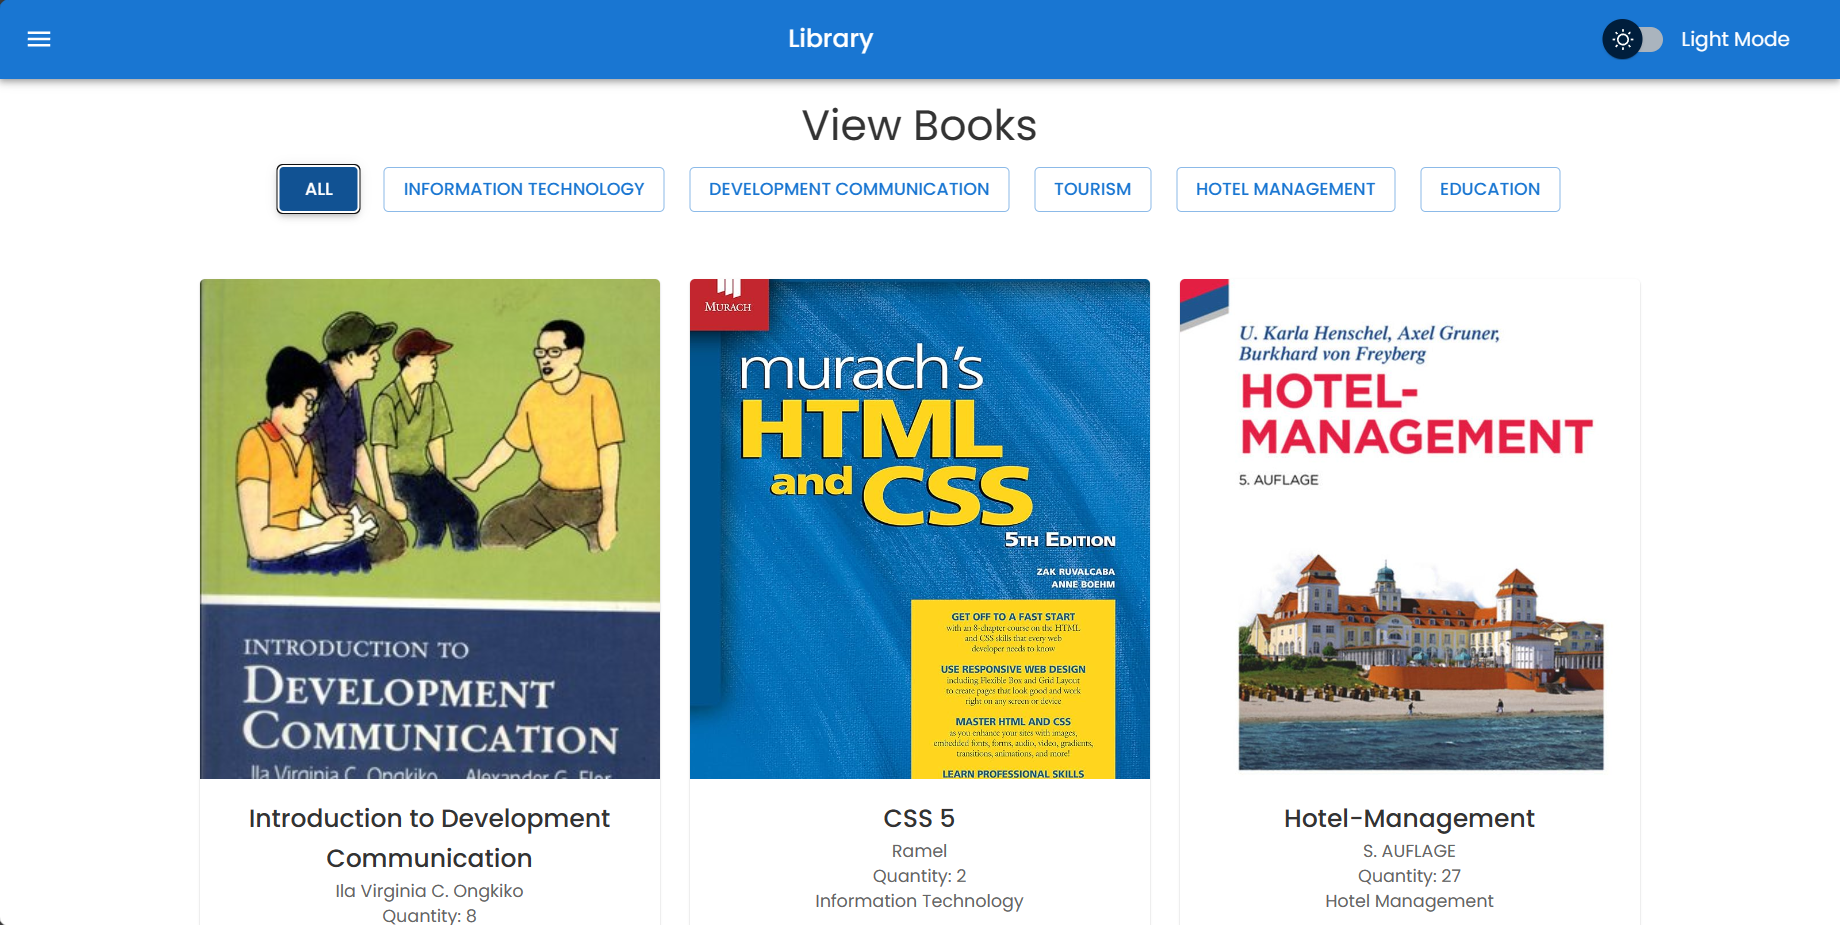 Library
Light Mode
View Books
ALL
INFORMATION TECHNOLOGY
DEVELOPMENT COMMUNICATION
TOURISM
HOTEL MANAGEMENT
EDUCATION
INTRODUCTION TO
DEVELOPMENT
COMMUNICATION
Ila Virginia C. Ongkiko Alexander G. Flor
Introduction to Development
Communication
Ila Virginia C. Ongkiko
Quantity: 8
MURACH
murach's
HTML
and CSS
5TH EDITION
ZAK RUVALCABA
ANNE BOEHM
GET OFF TO A FAST START
with an 8-chapter course on the HTML
and CSS skills that every web
developer needs to know
USE RESPONSIVE WEB DESIGN
including Flexible Box and Grid Layout
to create pages that look good and work
right on any screen or device
MASTER HTML AND CSS
as you enhance your sites with images,
embedded fonts, forms, audio, video, gradients,
transitions, animations, and more!
LEARN PROFESSIONAL SKILLS
CSS 5
Ramel
Quantity: 2
Information Technology
U. Karla Henschel, Axel Gruner,
Burkhard von Freyberg
HOTEL-
MANAGEMENT
5. AUFLAGE
Hotel-Management
S. AUFLAGE
Quantity: 27
Hotel Management